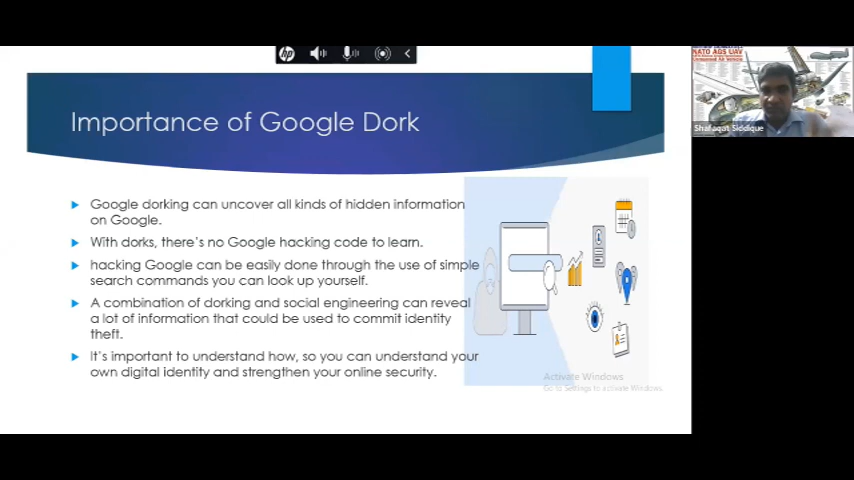 hp
Importance of Google Dork
Google dorking can uncover all kinds of hidden information
on Google.
With dorks, there's no Google hacking code to learn.
hacking Google can be easily done through the use of simple
search commands you can look up yourself.
A combination of dorking and social engineering can reveal
a lot of information that could be used to commit identity
theft.
It's important to understand how, so you can understand your
own digital identity and strengthen your online security.
Activate Windows
Go to Settings to activate Windows.
NATO AGS UAV
Unmanned Air Vehicle
Shafaqat Siddique